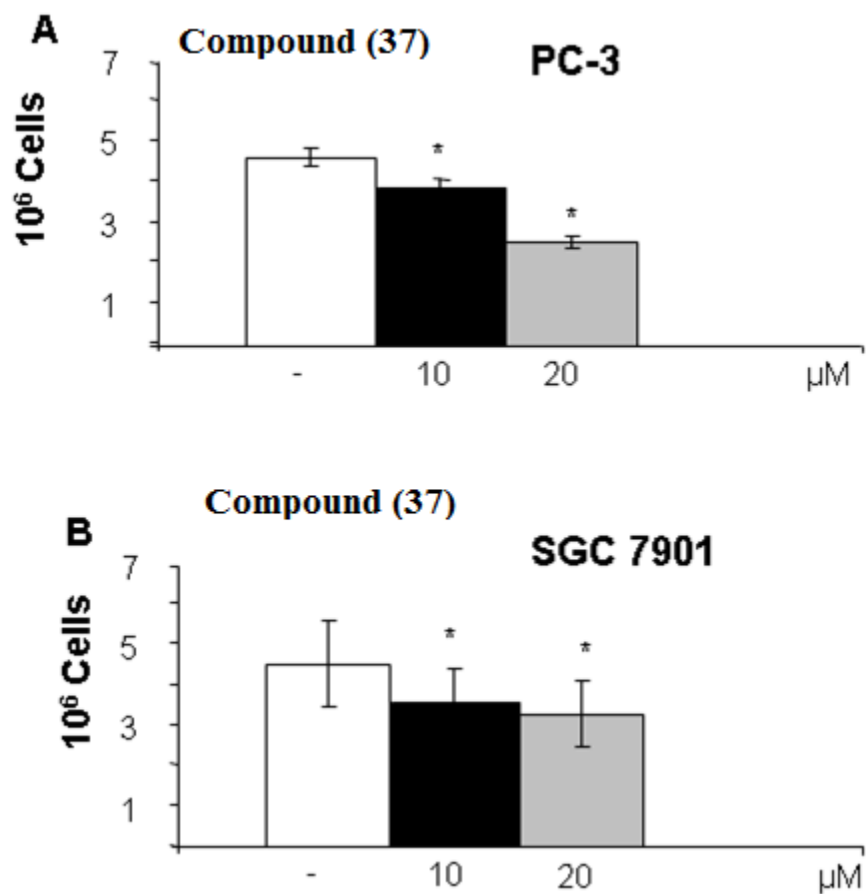 A
Compound (37)
PC-3
10⁶ Cells
7
5
3
1
*
*
- 10 20 µM
B
Compound (37)
SGC 7901
10⁶ Cells
7
5
3
1
*
*
- 10 20 µM